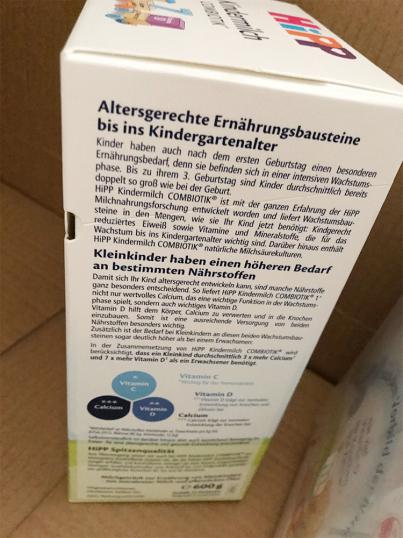 HiPP
Kindermilch
COMBIOTIK®
Altersgerechte Ernährungsbausteine
bis ins Kindergartenalter
Kinder haben auch nach dem ersten Geburtstag einen besonderen
Ernährungsbedarf, denn sie befinden sich in einer intensiven Wachstums-
phase. Bis zu ihrem 3. Geburtstag sind Kinder durchschnittlich bereits
doppelt so groß wie bei der Geburt.
HiPP Kindermilch COMBIOTIK® ist mit der ganzen Erfahrung der HiPP
Milchnahrungsforschung entwickelt worden und liefert Wachstumsbau-
steine in den Mengen, wie sie Ihr Kind jetzt benötigt: Kindgerecht
reduziertes Eiweiß sowie Vitamine und Mineralstoffe, die für das
Wachstum bis ins Kindergartenalter wichtig sind. Darüber hinaus enthält
HiPP Kindermilch COMBIOTIK® natürliche Milchsäurekulturen.
Kleinkinder haben einen höheren Bedarf
an bestimmten Nährstoffen
Damit sich Ihr Kind altersgerecht entwickeln kann, sind manche Nährstoffe
ganz besonders entscheidend. So liefert HiPP Kindermilch COMBIOTIK® 1+
nicht nur wertvolles Calcium, das eine wichtige Funktion in der Wachstums-
phase spielt, sondern auch wichtiges Vitamin D.
Vitamin D hilft dem Körper, Calcium zu verwerten und in die Knochen
einzubauen. Somit ist eine ausreichende Versorgung von beiden
Nährstoffen besonders wichtig.
Zusätzlich ist der Bedarf bei Kleinkindern an diesen beiden Wachstumsbau-
steinen sogar deutlich höher als bei einem Erwachsenen:
In der Zusammensetzung von HiPP Kindermilch COMBIOTIK® wird
berücksichtigt, dass ein Kleinkind durchschnittlich 3 x mehr Calcium¹
und 7 x mehr Vitamin D¹ als ein Erwachsener benötigt.
* Vitamin C
*** Calcium
** Vitamin D
Vitamin C
Vitamin D
Calcium
HiPP Spitzenqualität
℮ 600 g